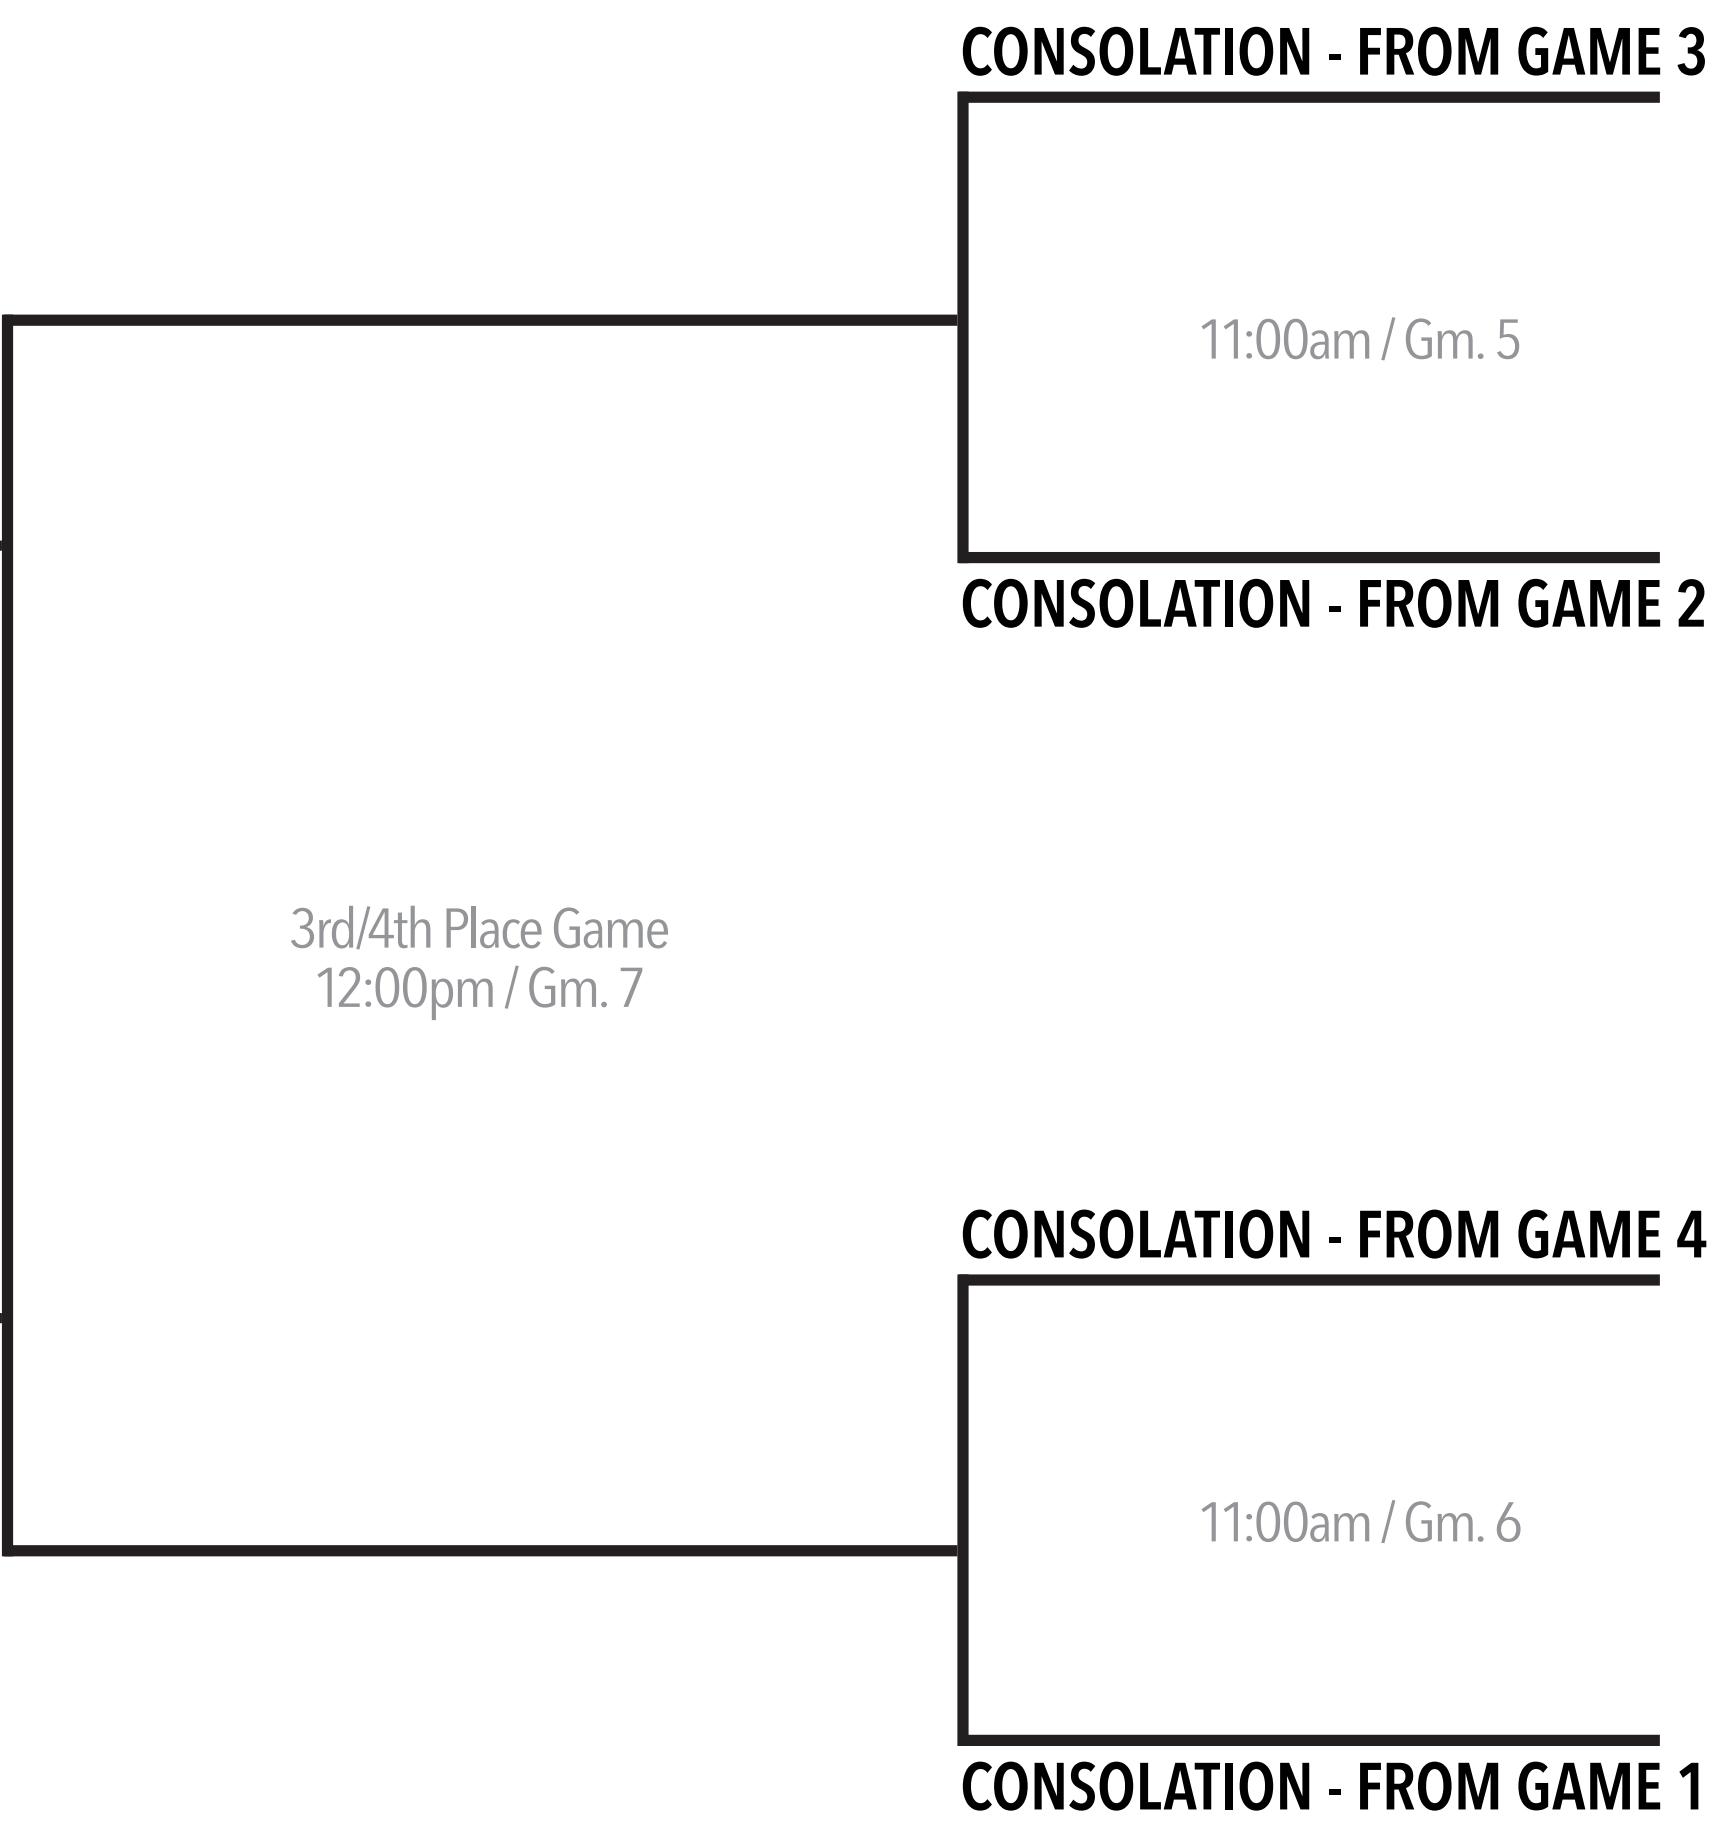 CONSOLATION - FROM GAME 3
11:00am / Gm. 5
CONSOLATION - FROM GAME 2
3rd/4th Place Game
12:00pm / Gm. 7
CONSOLATION - FROM GAME 4
11:00am / Gm. 6
CONSOLATION - FROM GAME 1